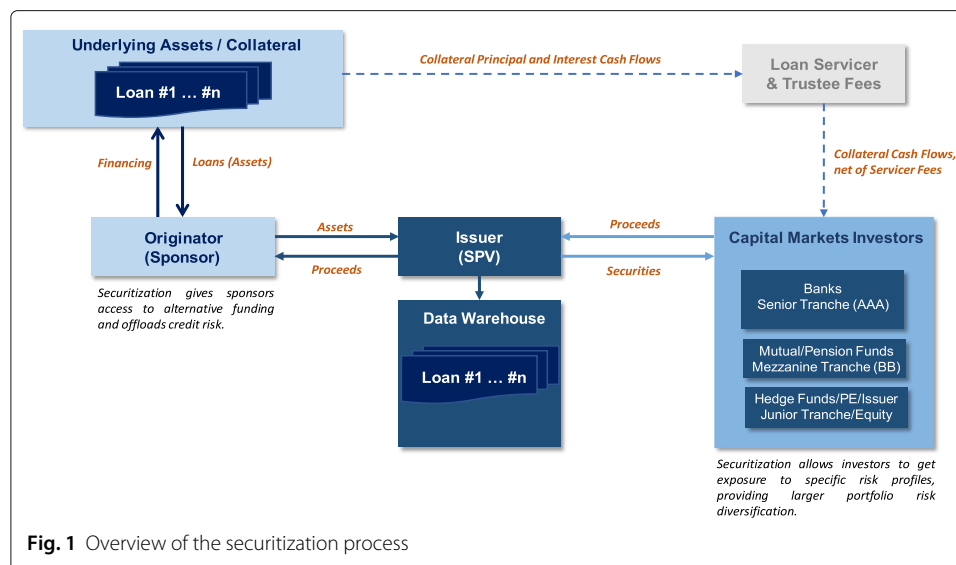 Underlying Assets / Collateral
Loan #1 ... #n
Collateral Principal and Interest Cash Flows
Loan Servicer
& Trustee Fees
Financing
Loans (Assets)
Collateral Cash Flows,
net of Servicer Fees
Originator
(Sponsor)
Assets
Proceeds
Issuer
(SPV)
Proceeds
Securities
Capital Markets Investors
Banks
Senior Tranche (AAA)
Mutual/Pension Funds
Mezzanine Tranche (BB)
Hedge Funds/PE/Issuer
Junior Tranche/Equity
Securitization gives sponsors
access to alternative funding
and offloads credit risk.
Data Warehouse
Loan #1 ... #n
Securitization allows investors to get
exposure to specific risk profiles,
providing larger portfolio risk
diversification.
Fig. 1 Overview of the securitization process